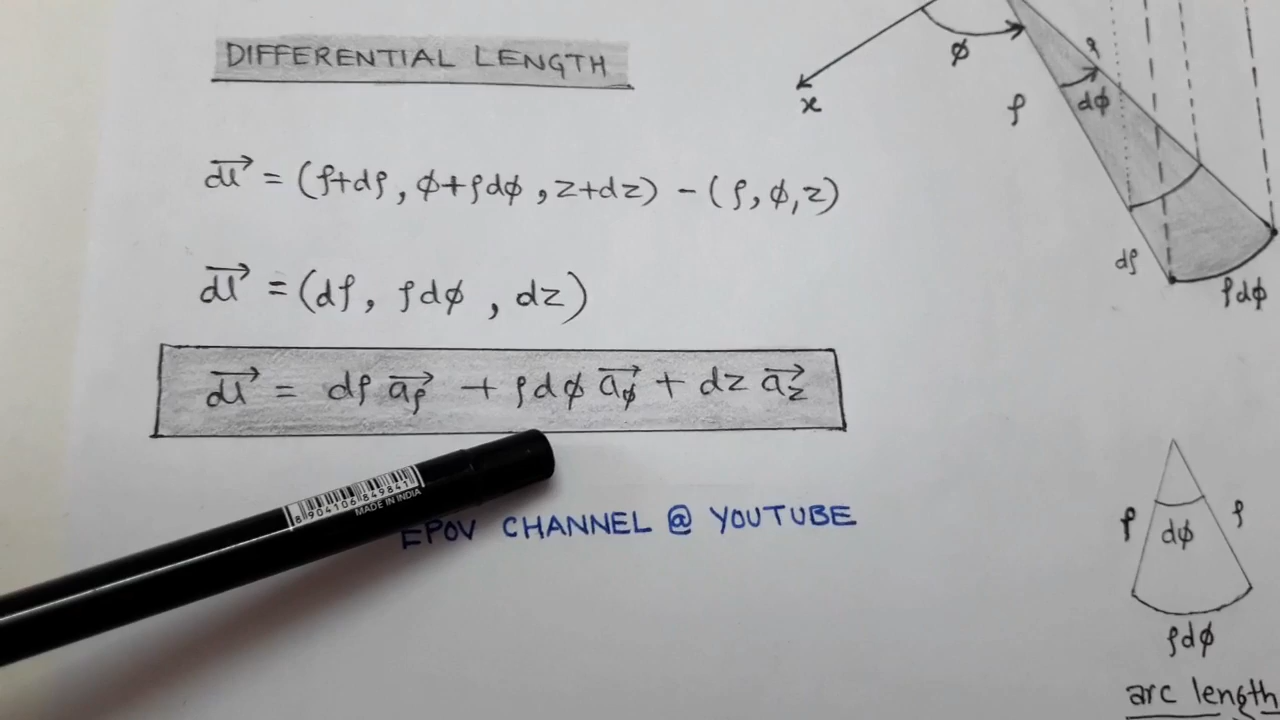 DIFFERENTIAL LENGTH
dl⃗ = (ρ+dρ, ϕ+ρdϕ, z+dz) - (ρ, ϕ, z)
dl⃗ = (dρ, ρdϕ, dz)
dl⃗ = dρ a⃗ρ + ρdϕ a⃗ϕ + dz a⃗z
8904106849841
MADE IN INDIA
EPOV CHANNEL @ YOUTUBE
x
ϕ
ρ
ρ
dϕ
dρ
ρdϕ
ρ
dϕ
ρ
ρdϕ
arc length